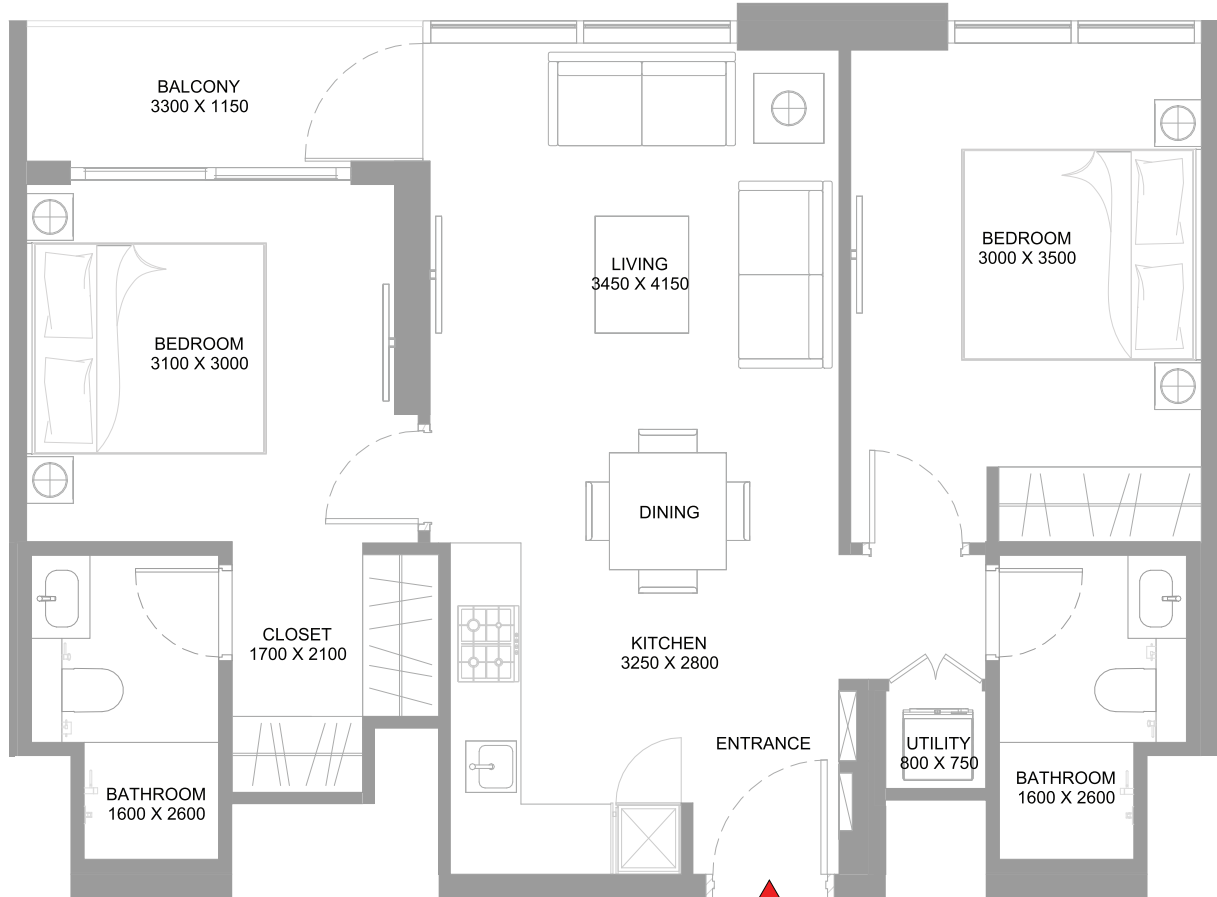 BALCONY
3300 X 1150
LIVING
3450 X 4150
BEDROOM
3000 X 3500
BEDROOM
3100 X 3000
DINING
CLOSET
1700 X 2100
KITCHEN
3250 X 2800
ENTRANCE
UTILITY
800 X 750
BATHROOM
1600 X 2600
BATHROOM
1600 X 2600